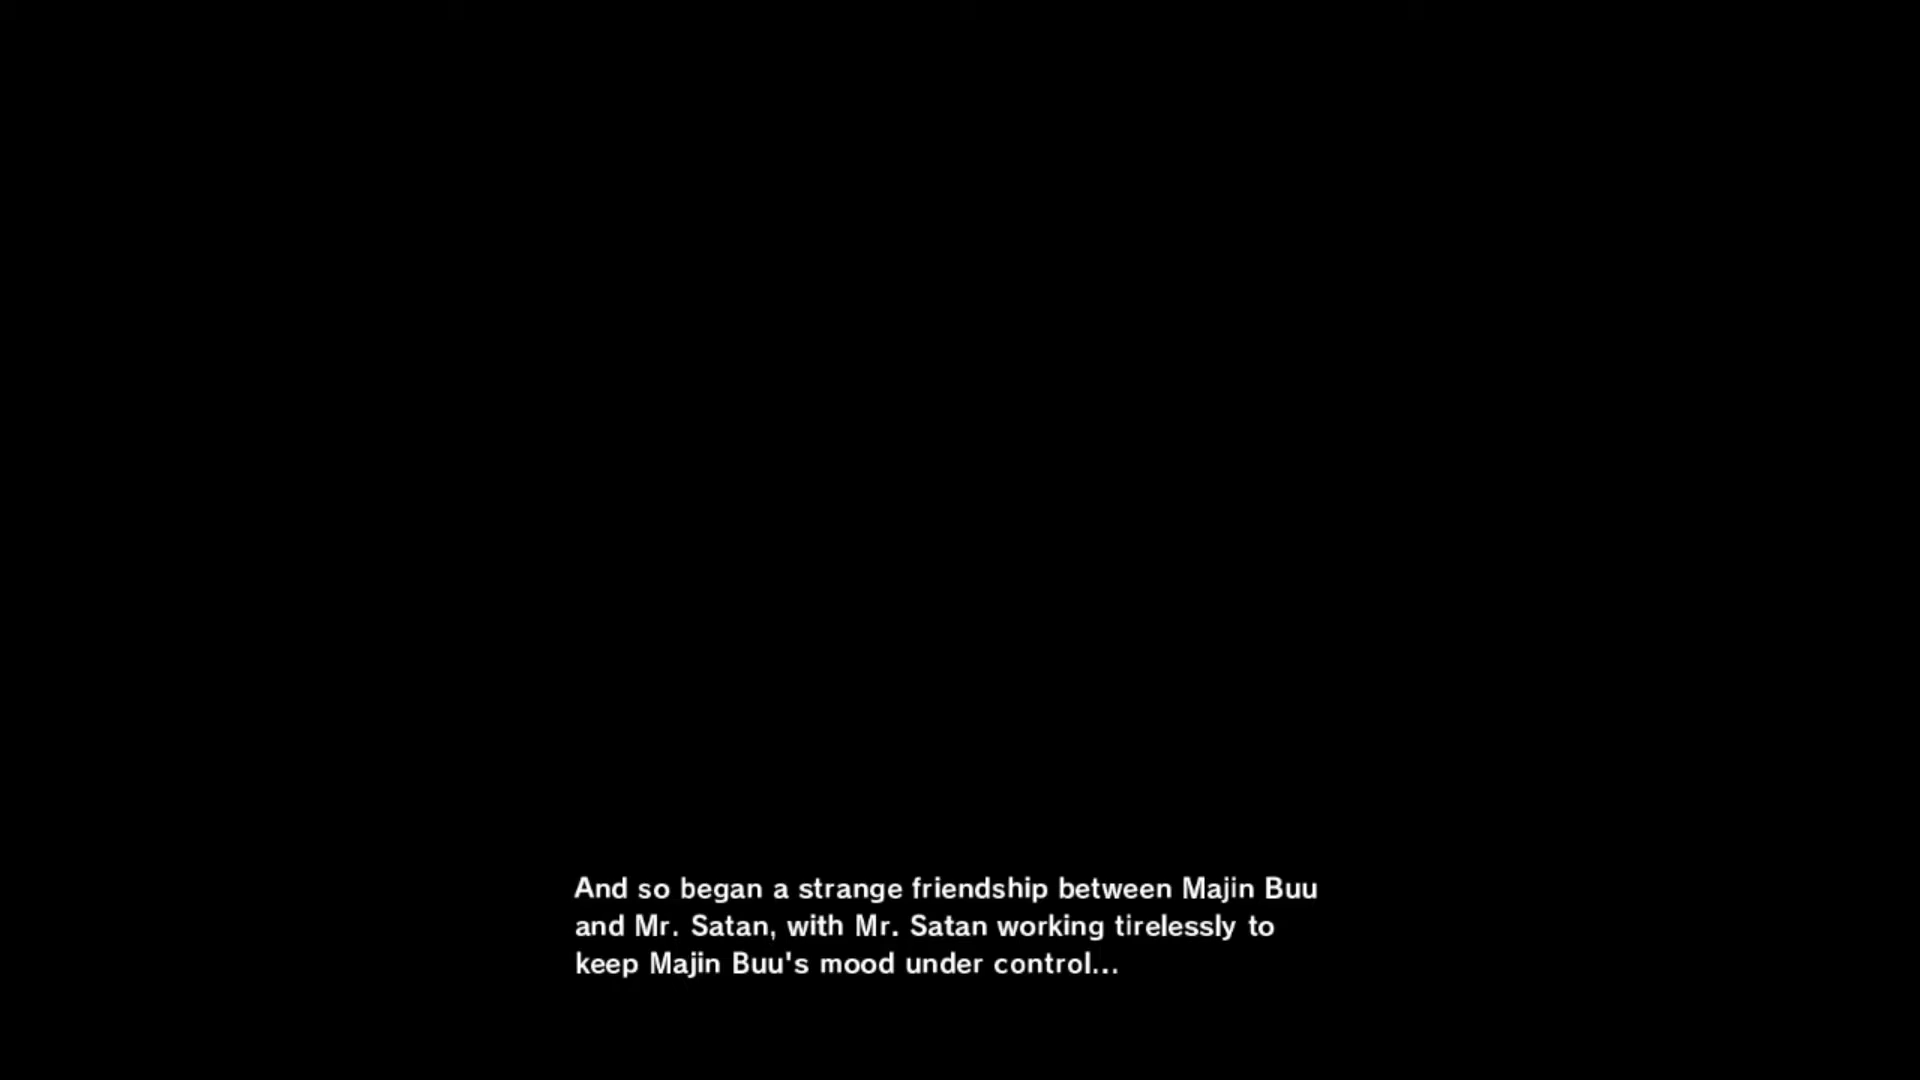 And so began a strange friendship between Majin Buu
and Mr. Satan, with Mr. Satan working tirelessly to
keep Majin Buu's mood under control...